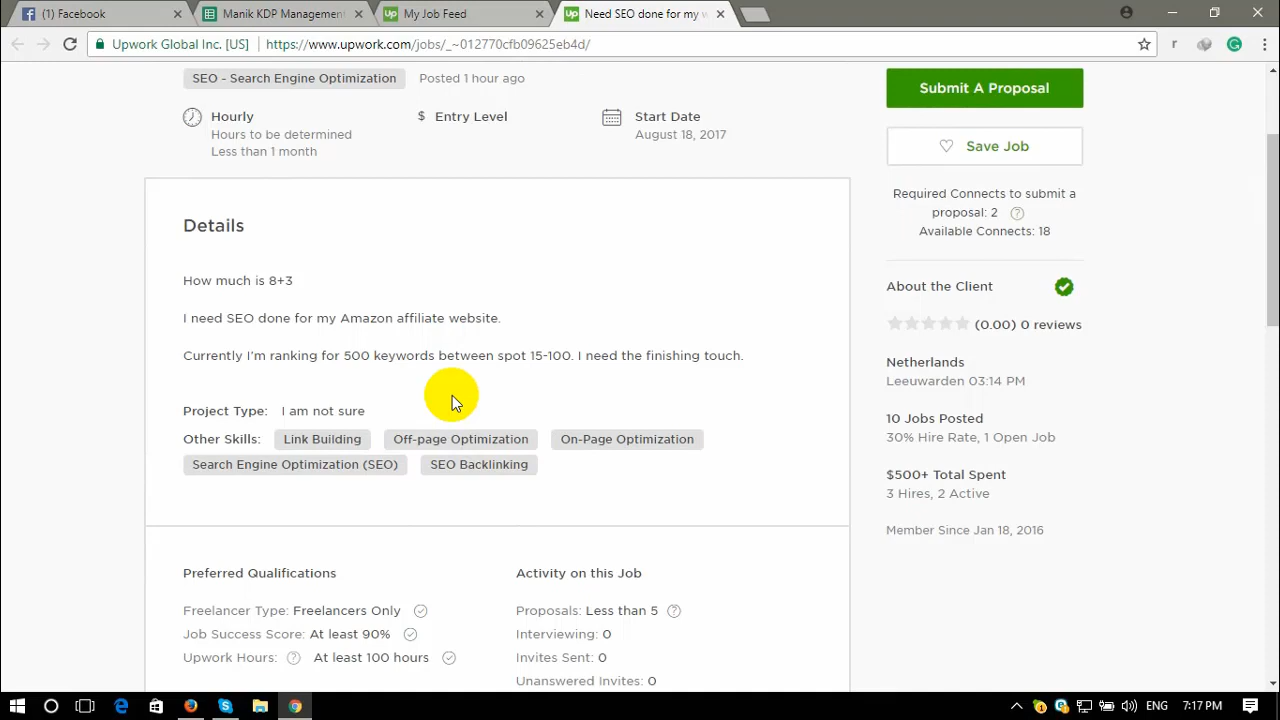 (1) Facebook
Manik KDP Management
My Job Feed
Need SEO done for my w
Upwork Global Inc. [US]
https://www.upwork.com/jobs/_~012770cfb09625eb4d/
SEO - Search Engine Optimization
Posted 1 hour ago
Hourly
Hours to be determined
Less than 1 month
$ Entry Level
Start Date
August 18, 2017
Submit A Proposal
Save Job
Required Connects to submit a
proposal: 2
Available Connects: 18
Details
How much is 8+3
I need SEO done for my Amazon affiliate website.
Currently I'm ranking for 500 keywords between spot 15-100. I need the finishing touch.
Project Type: I am not sure
Other Skills: Link Building Off-page Optimization On-Page Optimization
Search Engine Optimization (SEO) SEO Backlinking
About the Client
(0.00) 0 reviews
Netherlands
Leeuwarden 03:14 PM
10 Jobs Posted
30% Hire Rate, 1 Open Job
$500+ Total Spent
3 Hires, 2 Active
Member Since Jan 18, 2016
Preferred Qualifications
Freelancer Type: Freelancers Only
Job Success Score: At least 90%
Upwork Hours: ? At least 100 hours
Activity on this Job
Proposals: Less than 5 ?
Interviewing: 0
Invites Sent: 0
Unanswered Invites: 0
ENG
7:17 PM